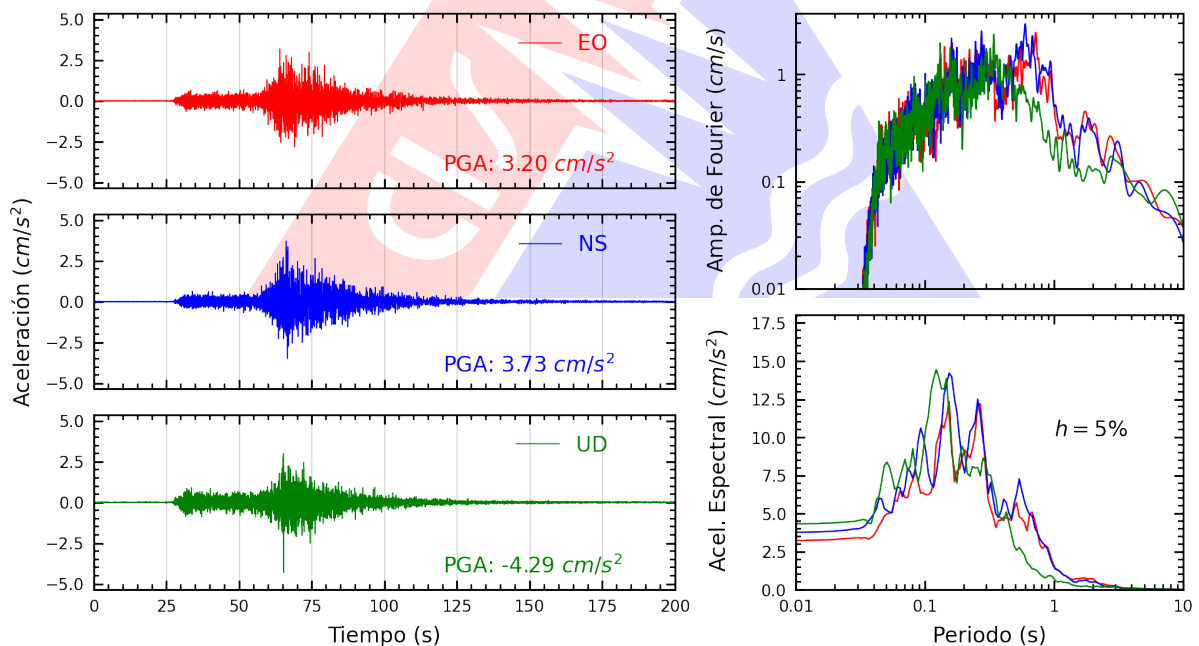 5.0
2.5
0.0
−2.5
−5.0
EO
PGA: 3.20 cm/s²
5.0
2.5
0.0
−2.5
−5.0
NS
PGA: 3.73 cm/s²
5.0
2.5
0.0
−2.5
−5.0
UD
PGA: -4.29 cm/s²
Aceleración (cm/s²)
0 25 50 75 100 125 150 175 200
Tiempo (s)
Amp. de Fourier (cm/s)
1
0.1
0.01
Acel. Espectral (cm/s²)
17.5
15.0
12.5
10.0
7.5
5.0
2.5
0.0
h = 5%
0.01 0.1 1 10
Periodo (s)